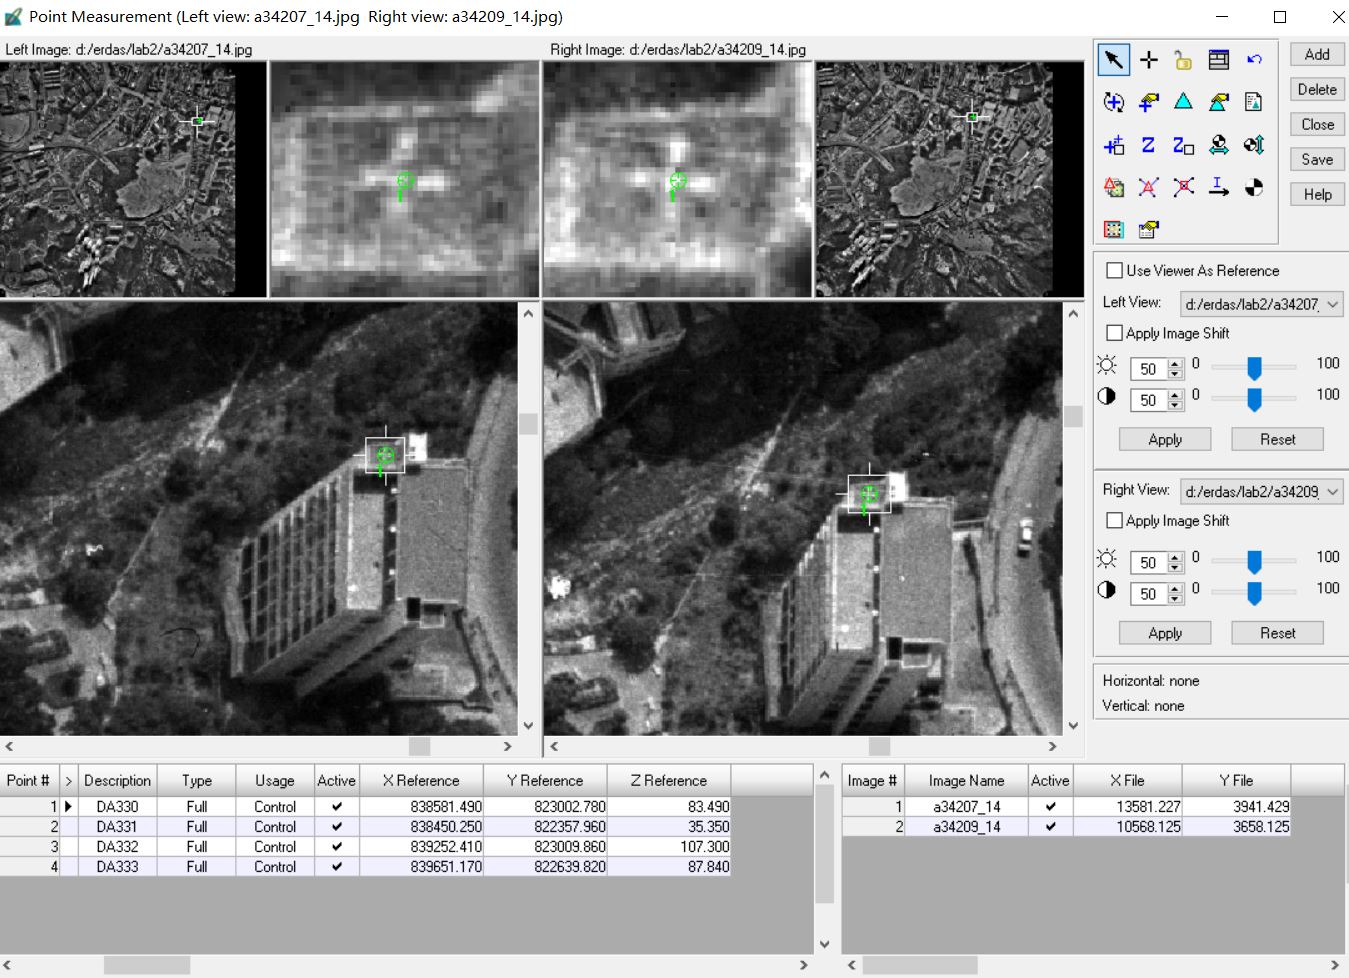 Point Measurement (Left view: a34207_14.jpg  Right view: a34209_14.jpg)
Left Image: d:/erdas/lab2/a34207_14.jpg
Right Image: d:/erdas/lab2/a34209_14.jpg
Add
Delete
Close
Save
Help
Use Viewer As Reference
Left View: d:/erdas/lab2/a34207
Apply Image Shift
50 0 100
50 0 100
Apply Reset
Right View: d:/erdas/lab2/a34209
Apply Image Shift
50 0 100
50 0 100
Apply Reset
Horizontal: none
Vertical: none
Point # > Description Type Usage Active X Reference Y Reference Z Reference
1 DA330 Full Control 838581.490 823002.780 83.490
2 DA331 Full Control 838450.250 822357.960 35.350
3 DA332 Full Control 839252.410 823009.860 107.300
4 DA333 Full Control 839651.170 822639.820 87.840
Image # Image Name Active X File Y File
1 a34207_14 13581.227 3941.429
2 a34209_14 10568.125 3658.125